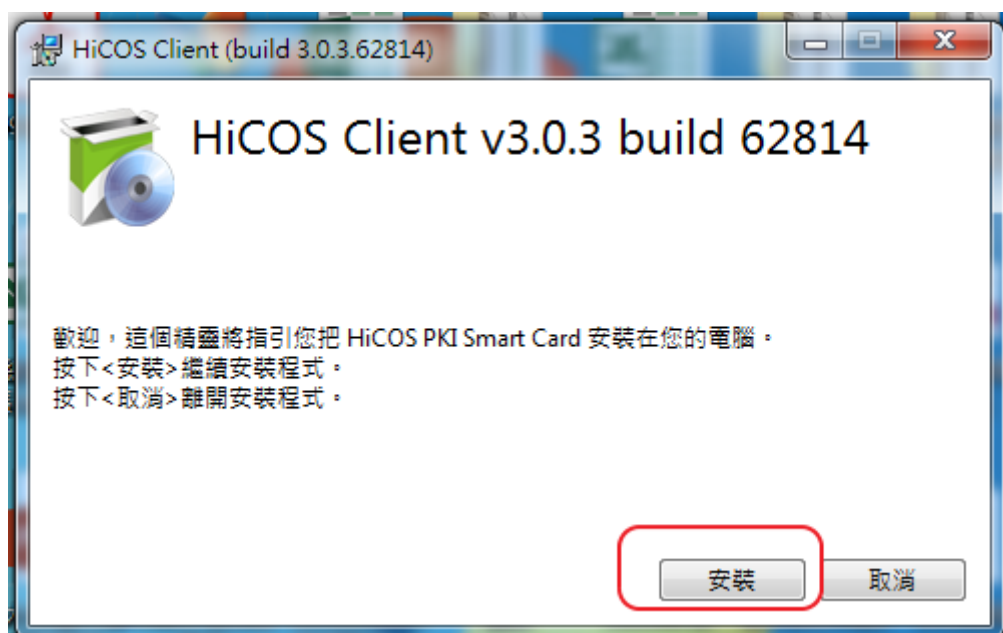 HiCOS Client (build 3.0.3.62814)
HiCOS Client v3.0.3 build 62814
歡迎，這個精靈將指引您把 HiCOS PKI Smart Card 安裝在您的電腦。
按下<安裝>繼續安裝程式。
按下<取消>離開安裝程式。
安裝
取消